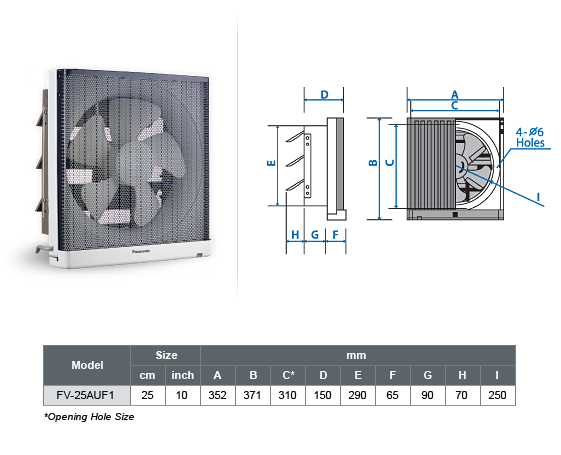 Panasonic
D
A
C
4-Ø6
Holes
E
B
C
I
H G F
Model Size mm
cm inch A B C* D E F G H I
FV-25AUF1 25 10 352 371 310 150 290 65 90 70 250
*Opening Hole Size